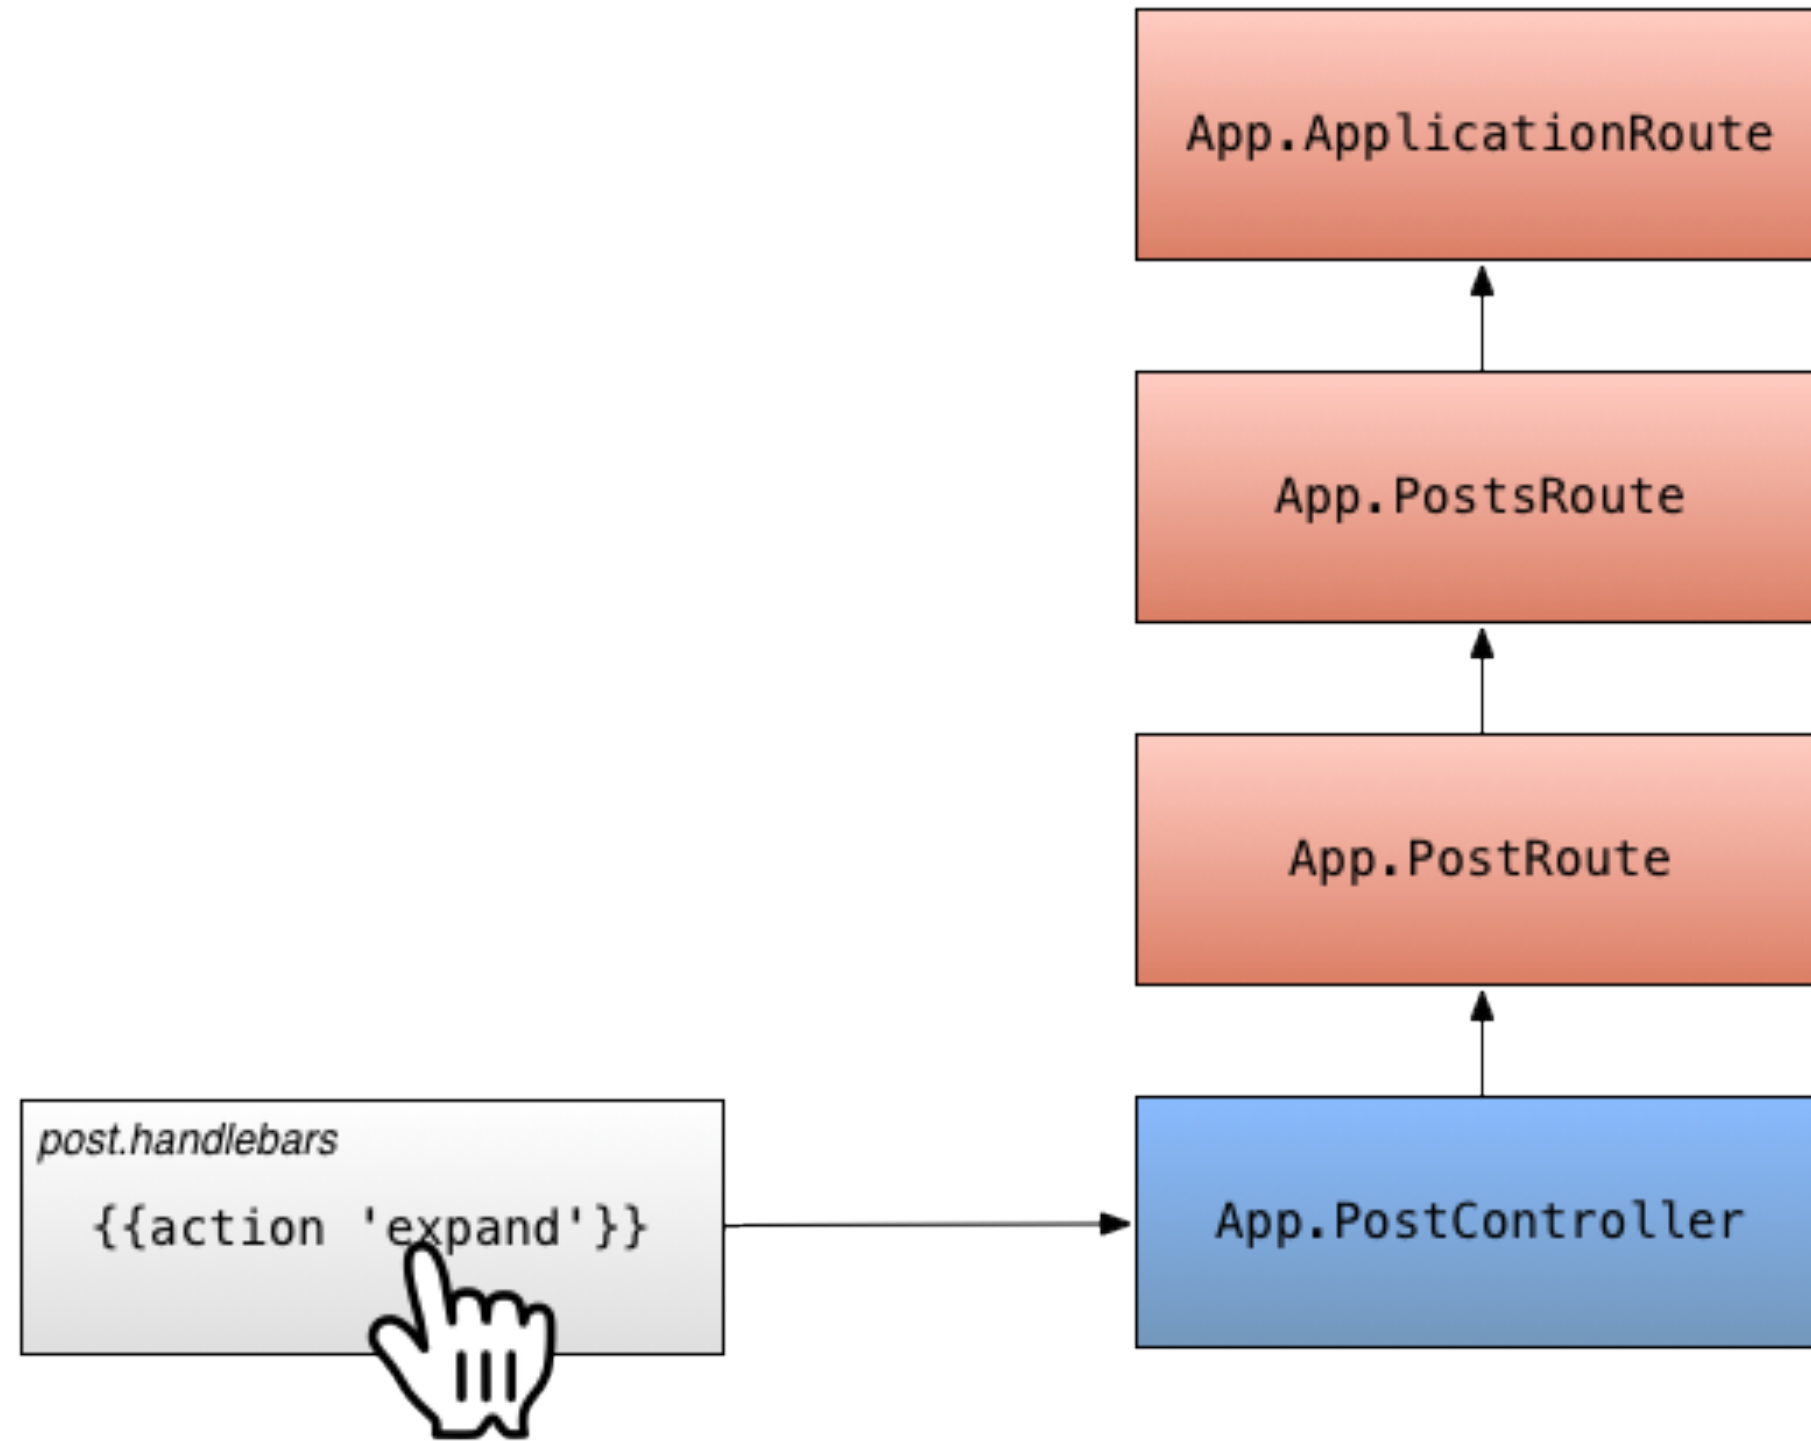 App.ApplicationRoute
App.PostsRoute
App.PostRoute
post.handlebars
{{action 'expand'}}
App.PostController